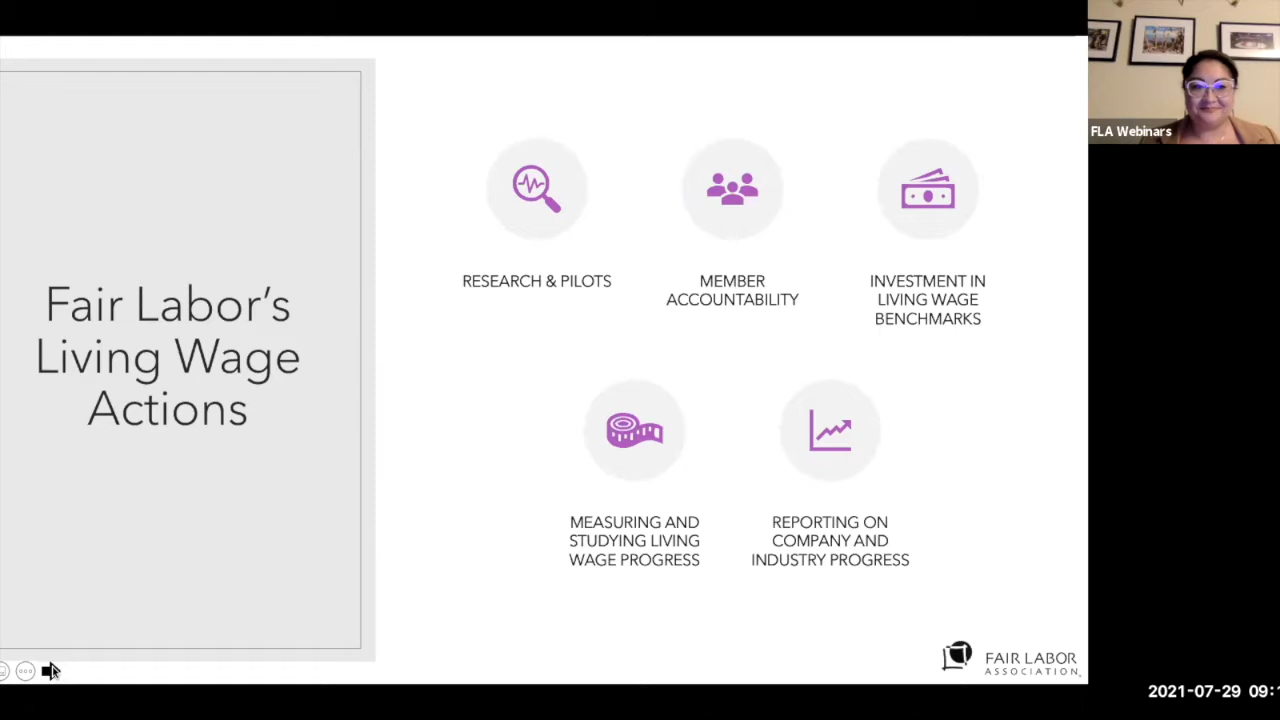 Fair Labor’s
Living Wage
Actions
RESEARCH & PILOTS
MEMBER
ACCOUNTABILITY
INVESTMENT IN
LIVING WAGE
BENCHMARKS
MEASURING AND
STUDYING LIVING
WAGE PROGRESS
REPORTING ON
COMPANY AND
INDUSTRY PROGRESS
FAIR LABOR
ASSOCIATION
FLA Webinars
2021-07-29 09: